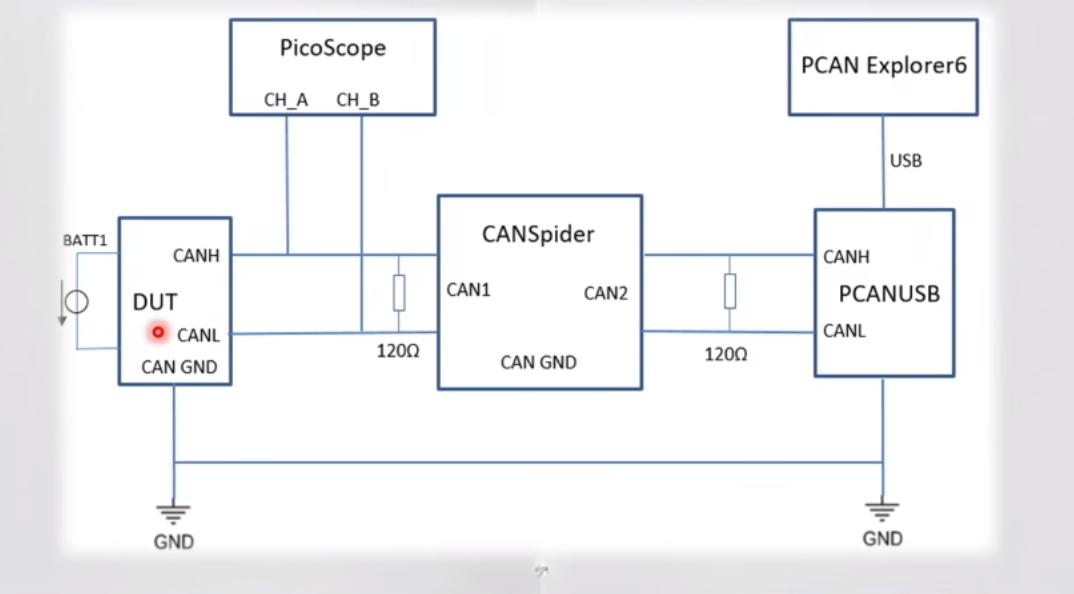 PicoScope
CH_A CH_B
PCAN Explorer6
USB
BATT1
CANH
DUT
CANL
CAN GND
120Ω
CANSpider
CAN1
CAN2
CAN GND
120Ω
CANH
PCANUSB
CANL
GND
GND